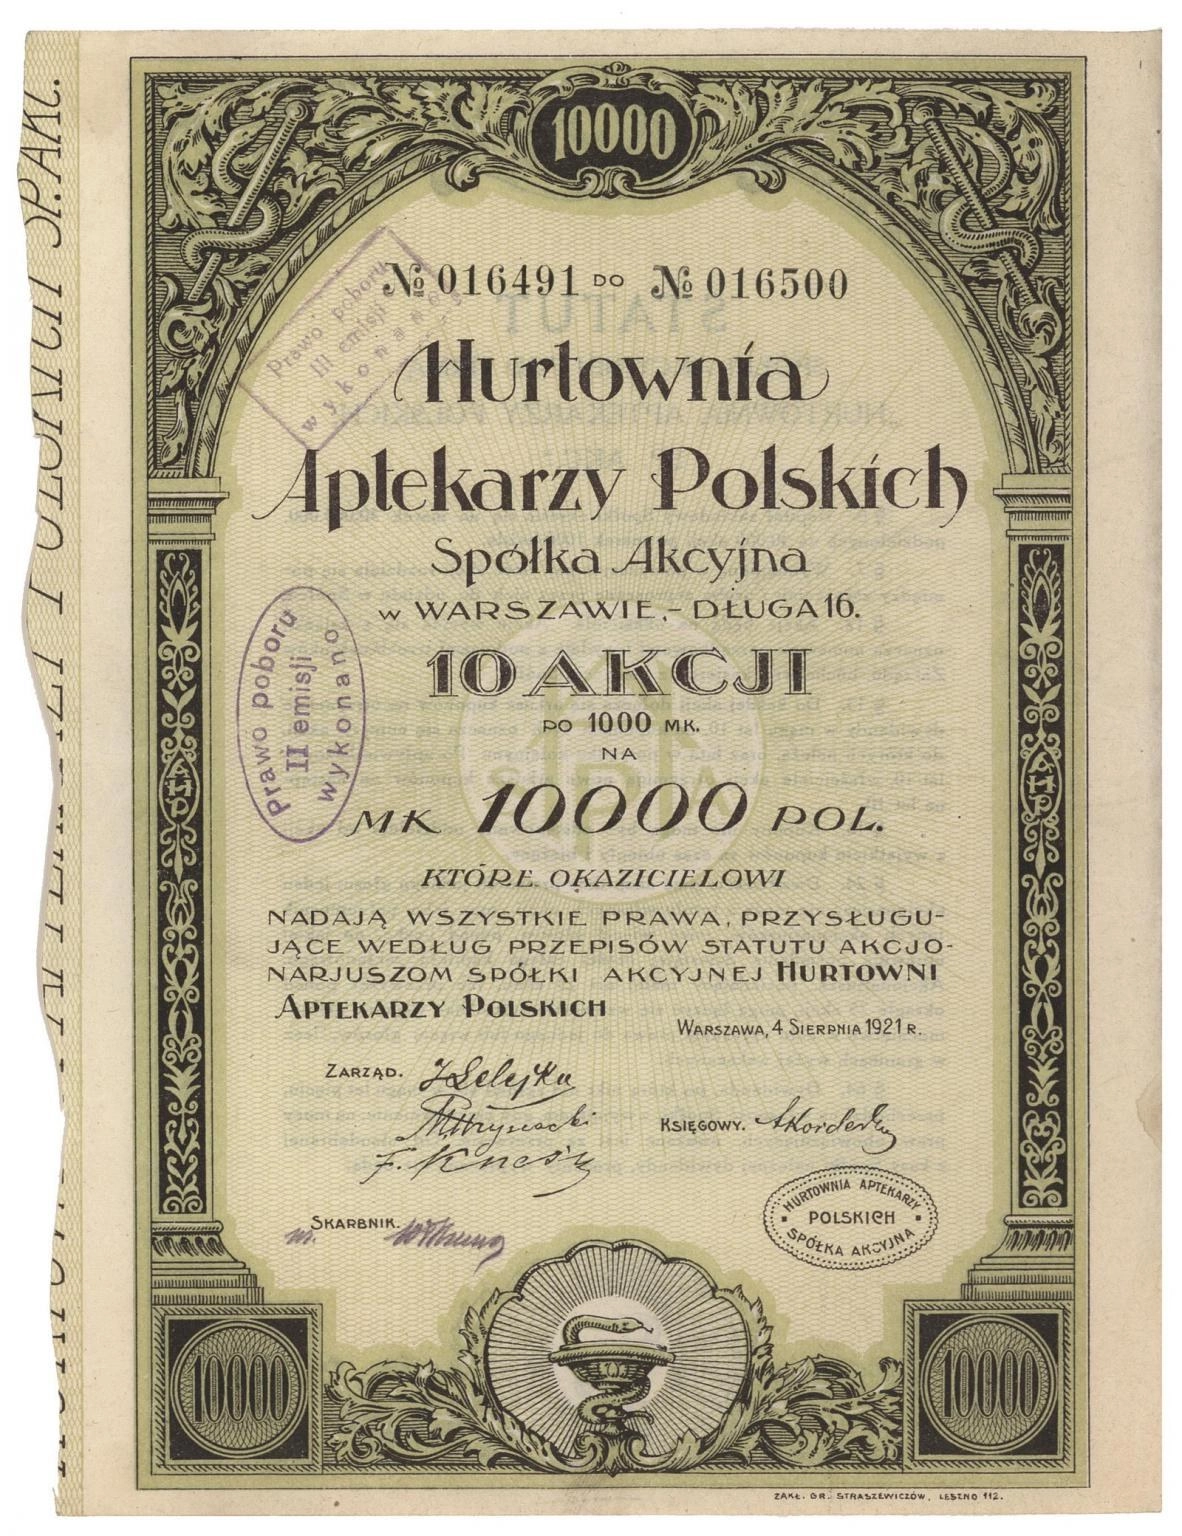 10000
№ 016491 DO № 016500
Prawo poboru
III emisji
wykonano
Hurtownia
Aptekarzy Polskich
Spółka Akcyjna
w WARSZAWIE,- DŁUGA 16.
10 AKCJI
PO 1000 MK.
NA
MK 10000 POL.
Prawo poboru
II emisji
wykonano
KTÓRE OKAZICIELOWI
NADAJĄ WSZYSTKIE PRAWA, PRZYSŁUGU-
JĄCE WEDŁUG PRZEPISÓW STATUTU AKCJO-
NARJUSZOM SPÓŁKI AKCYJNEJ HURTOWNI
APTEKARZY POLSKICH
WARSZAWA, 4 SIERPNIA 1921 R.
ZARZĄD.
KSIĘGOWY.
SKARBNIK.
HURTOWNIA APTEKARZY
POLSKICH
SPÓŁKA AKCYJNA
10000
10000
ZAKŁ. GR. STRASZEWICZÓW, LESZNO 112.
SP. AKC.